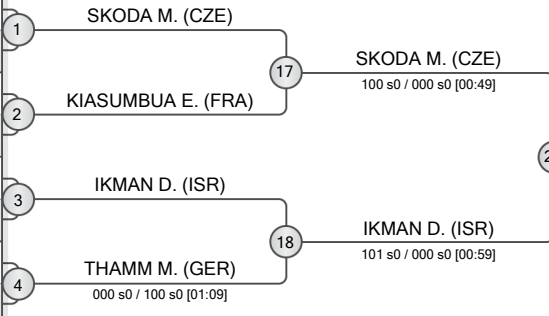 SKODA M. (CZE)
1
17
SKODA M. (CZE)
100 s0 / 000 s0 [00:49]
KIASUMBUA E. (FRA)
2
IKMAN D. (ISR)
3
18
IKMAN D. (ISR)
101 s0 / 000 s0 [00:59]
THAMM M. (GER)
4
000 s0 / 100 s0 [01:09]